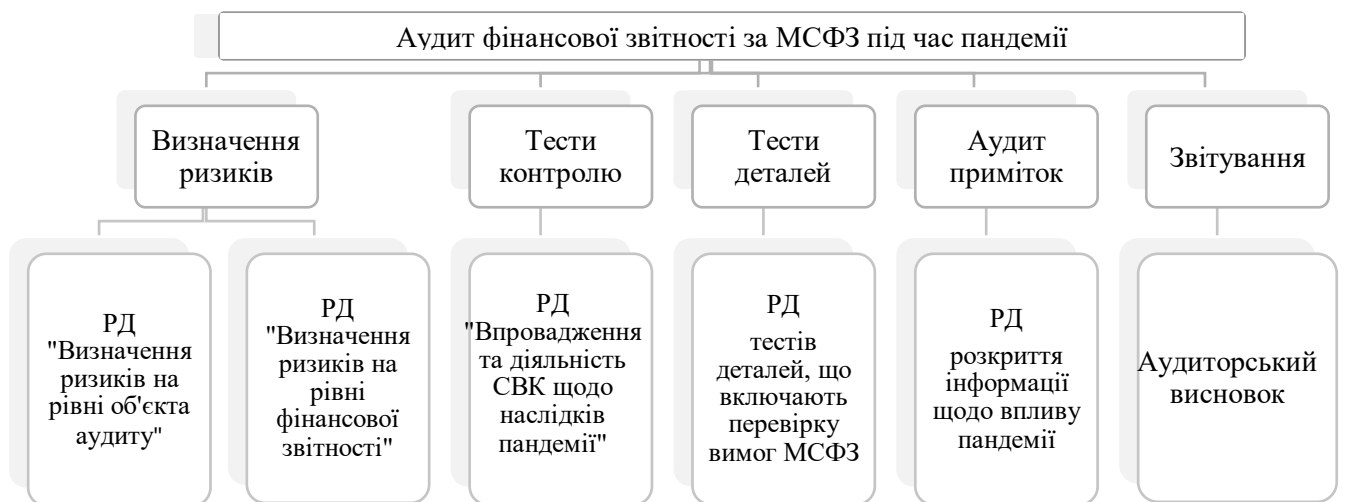 Аудит фінансової звітності за МСФЗ під час пандемії
Визначення
ризиків
Тести
контролю
Тести
деталей
Аудит
приміток
Звітування
РД
"Визначення
ризиків на
рівні об'єкта
аудиту"
РД
"Визначення
ризиків на
рівні
фінансової
звітності"
РД
"Впровадження
та діяльність
СВК щодо
наслідків
пандемії"
РД
тестів
деталей, що
включають
перевірку
вимог МСФЗ
РД
розкриття
інформації
щодо впливу
пандемії
Аудиторський
висновок